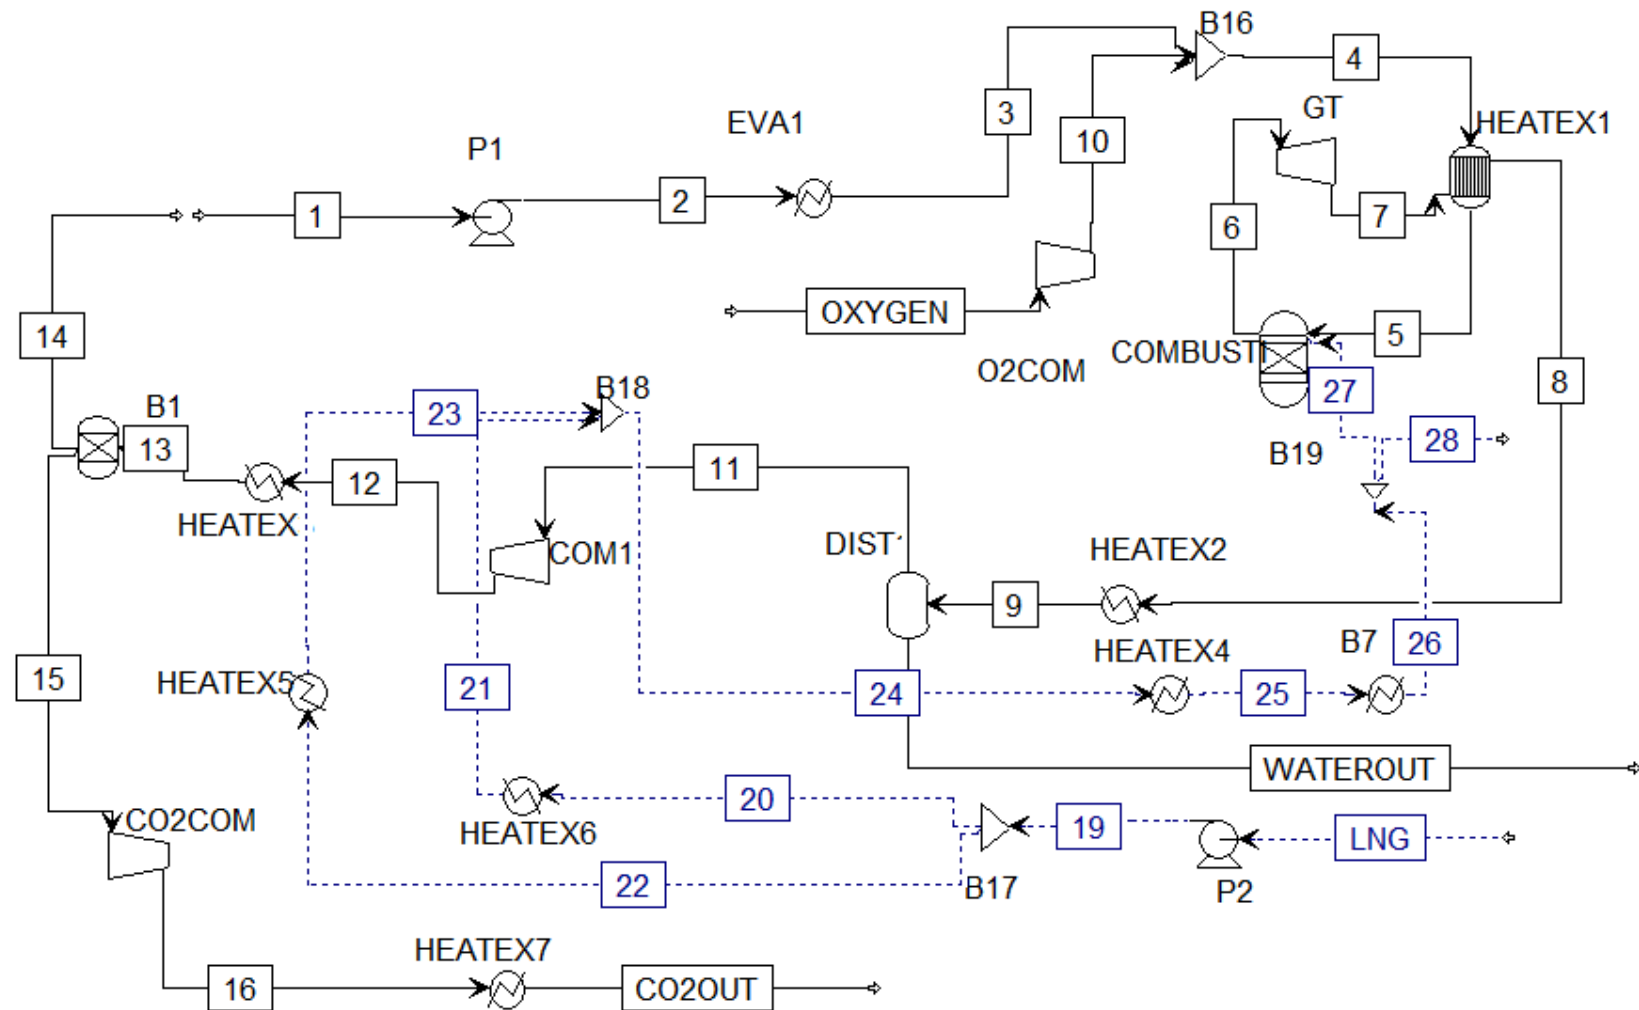 B16
4
GT
HEATEX1
3
EVA1
10
P1
2
1
7
6
OXYGEN
14
5
COMBUSTI
O2COM
27
8
B18
23
B1
28
13
B19
11
12
HEATEX
DIST1
HEATEX2
COM1
9
B7
26
HEATEX4
15
HEATEX5
21
24
25
WATEROUT
20
CO2COM
19
LNG
HEATEX6
22
B17
P2
HEATEX7
16
CO2OUT